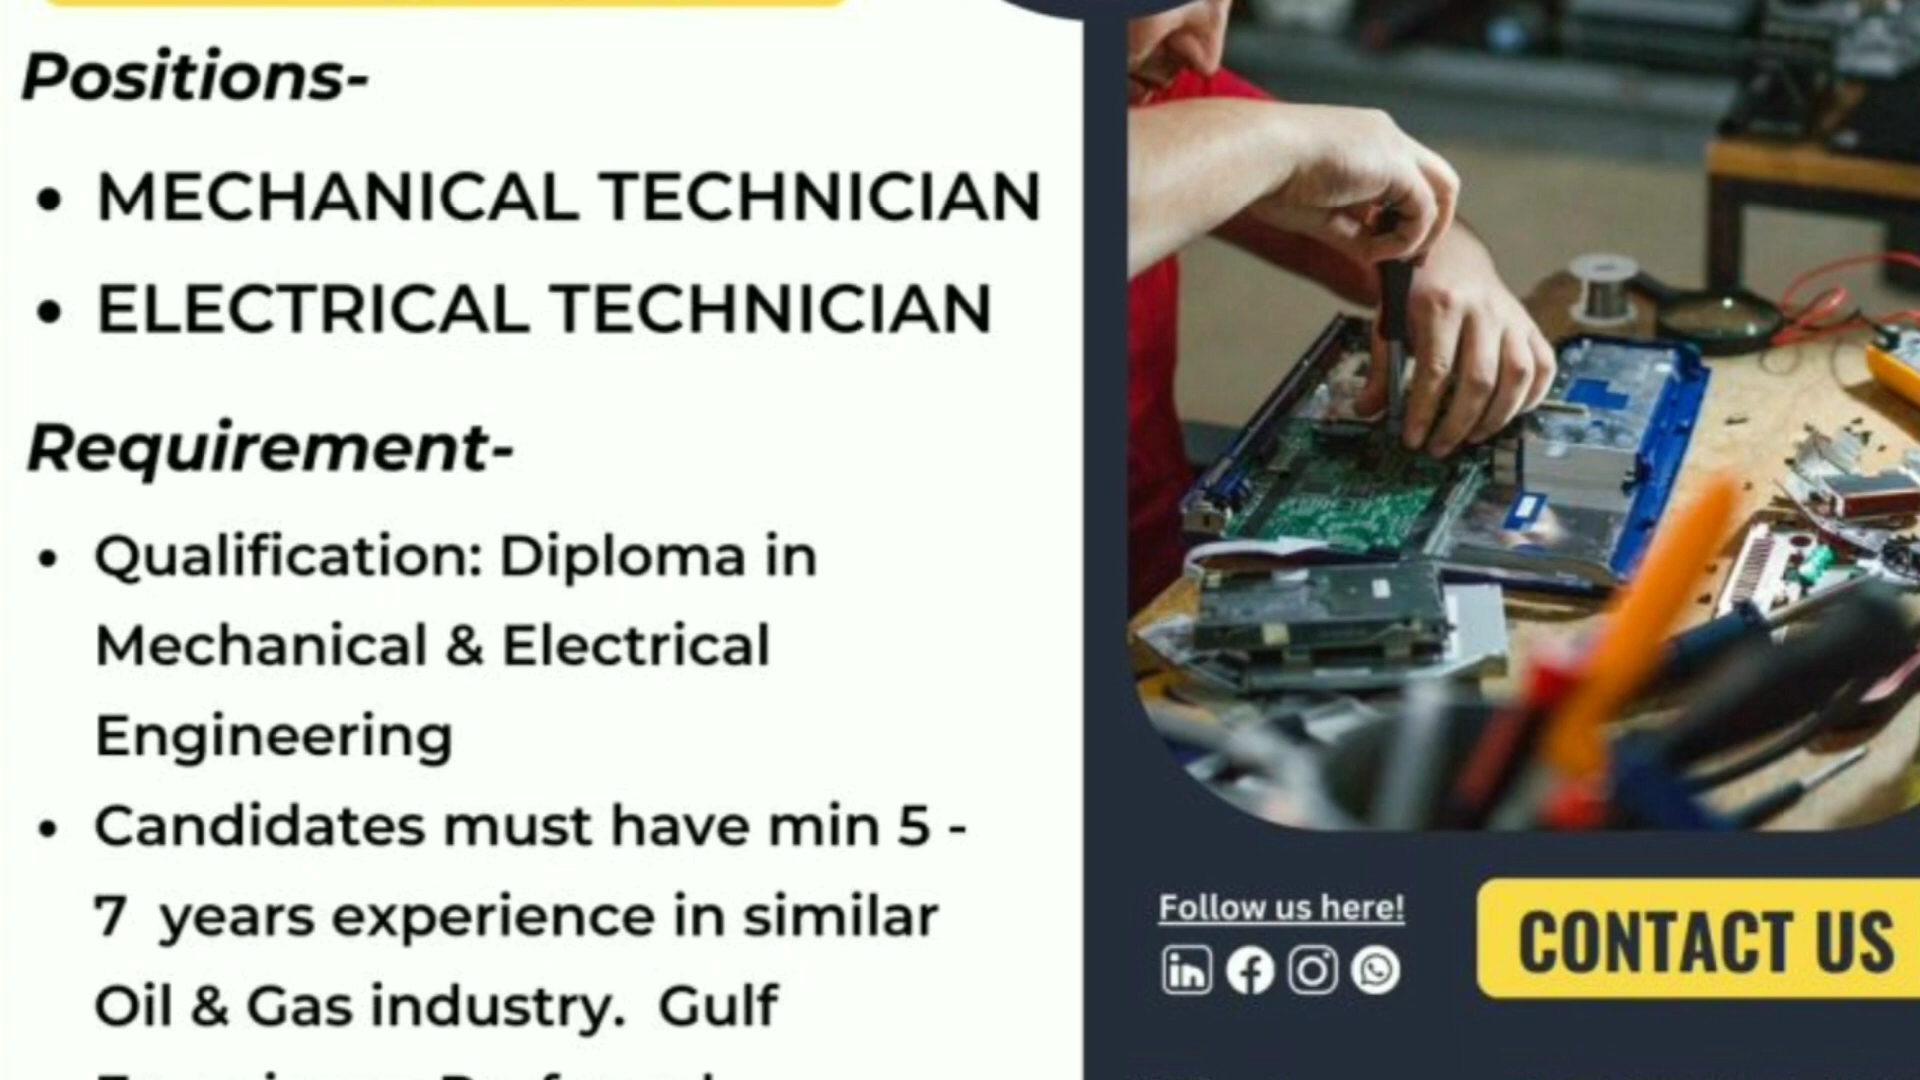 Positions-
• MECHANICAL TECHNICIAN
• ELECTRICAL TECHNICIAN
Requirement-
• Qualification: Diploma in
Mechanical & Electrical
Engineering
• Candidates must have min 5 -
7 years experience in similar
Oil & Gas industry. Gulf
Follow us here!
CONTACT US